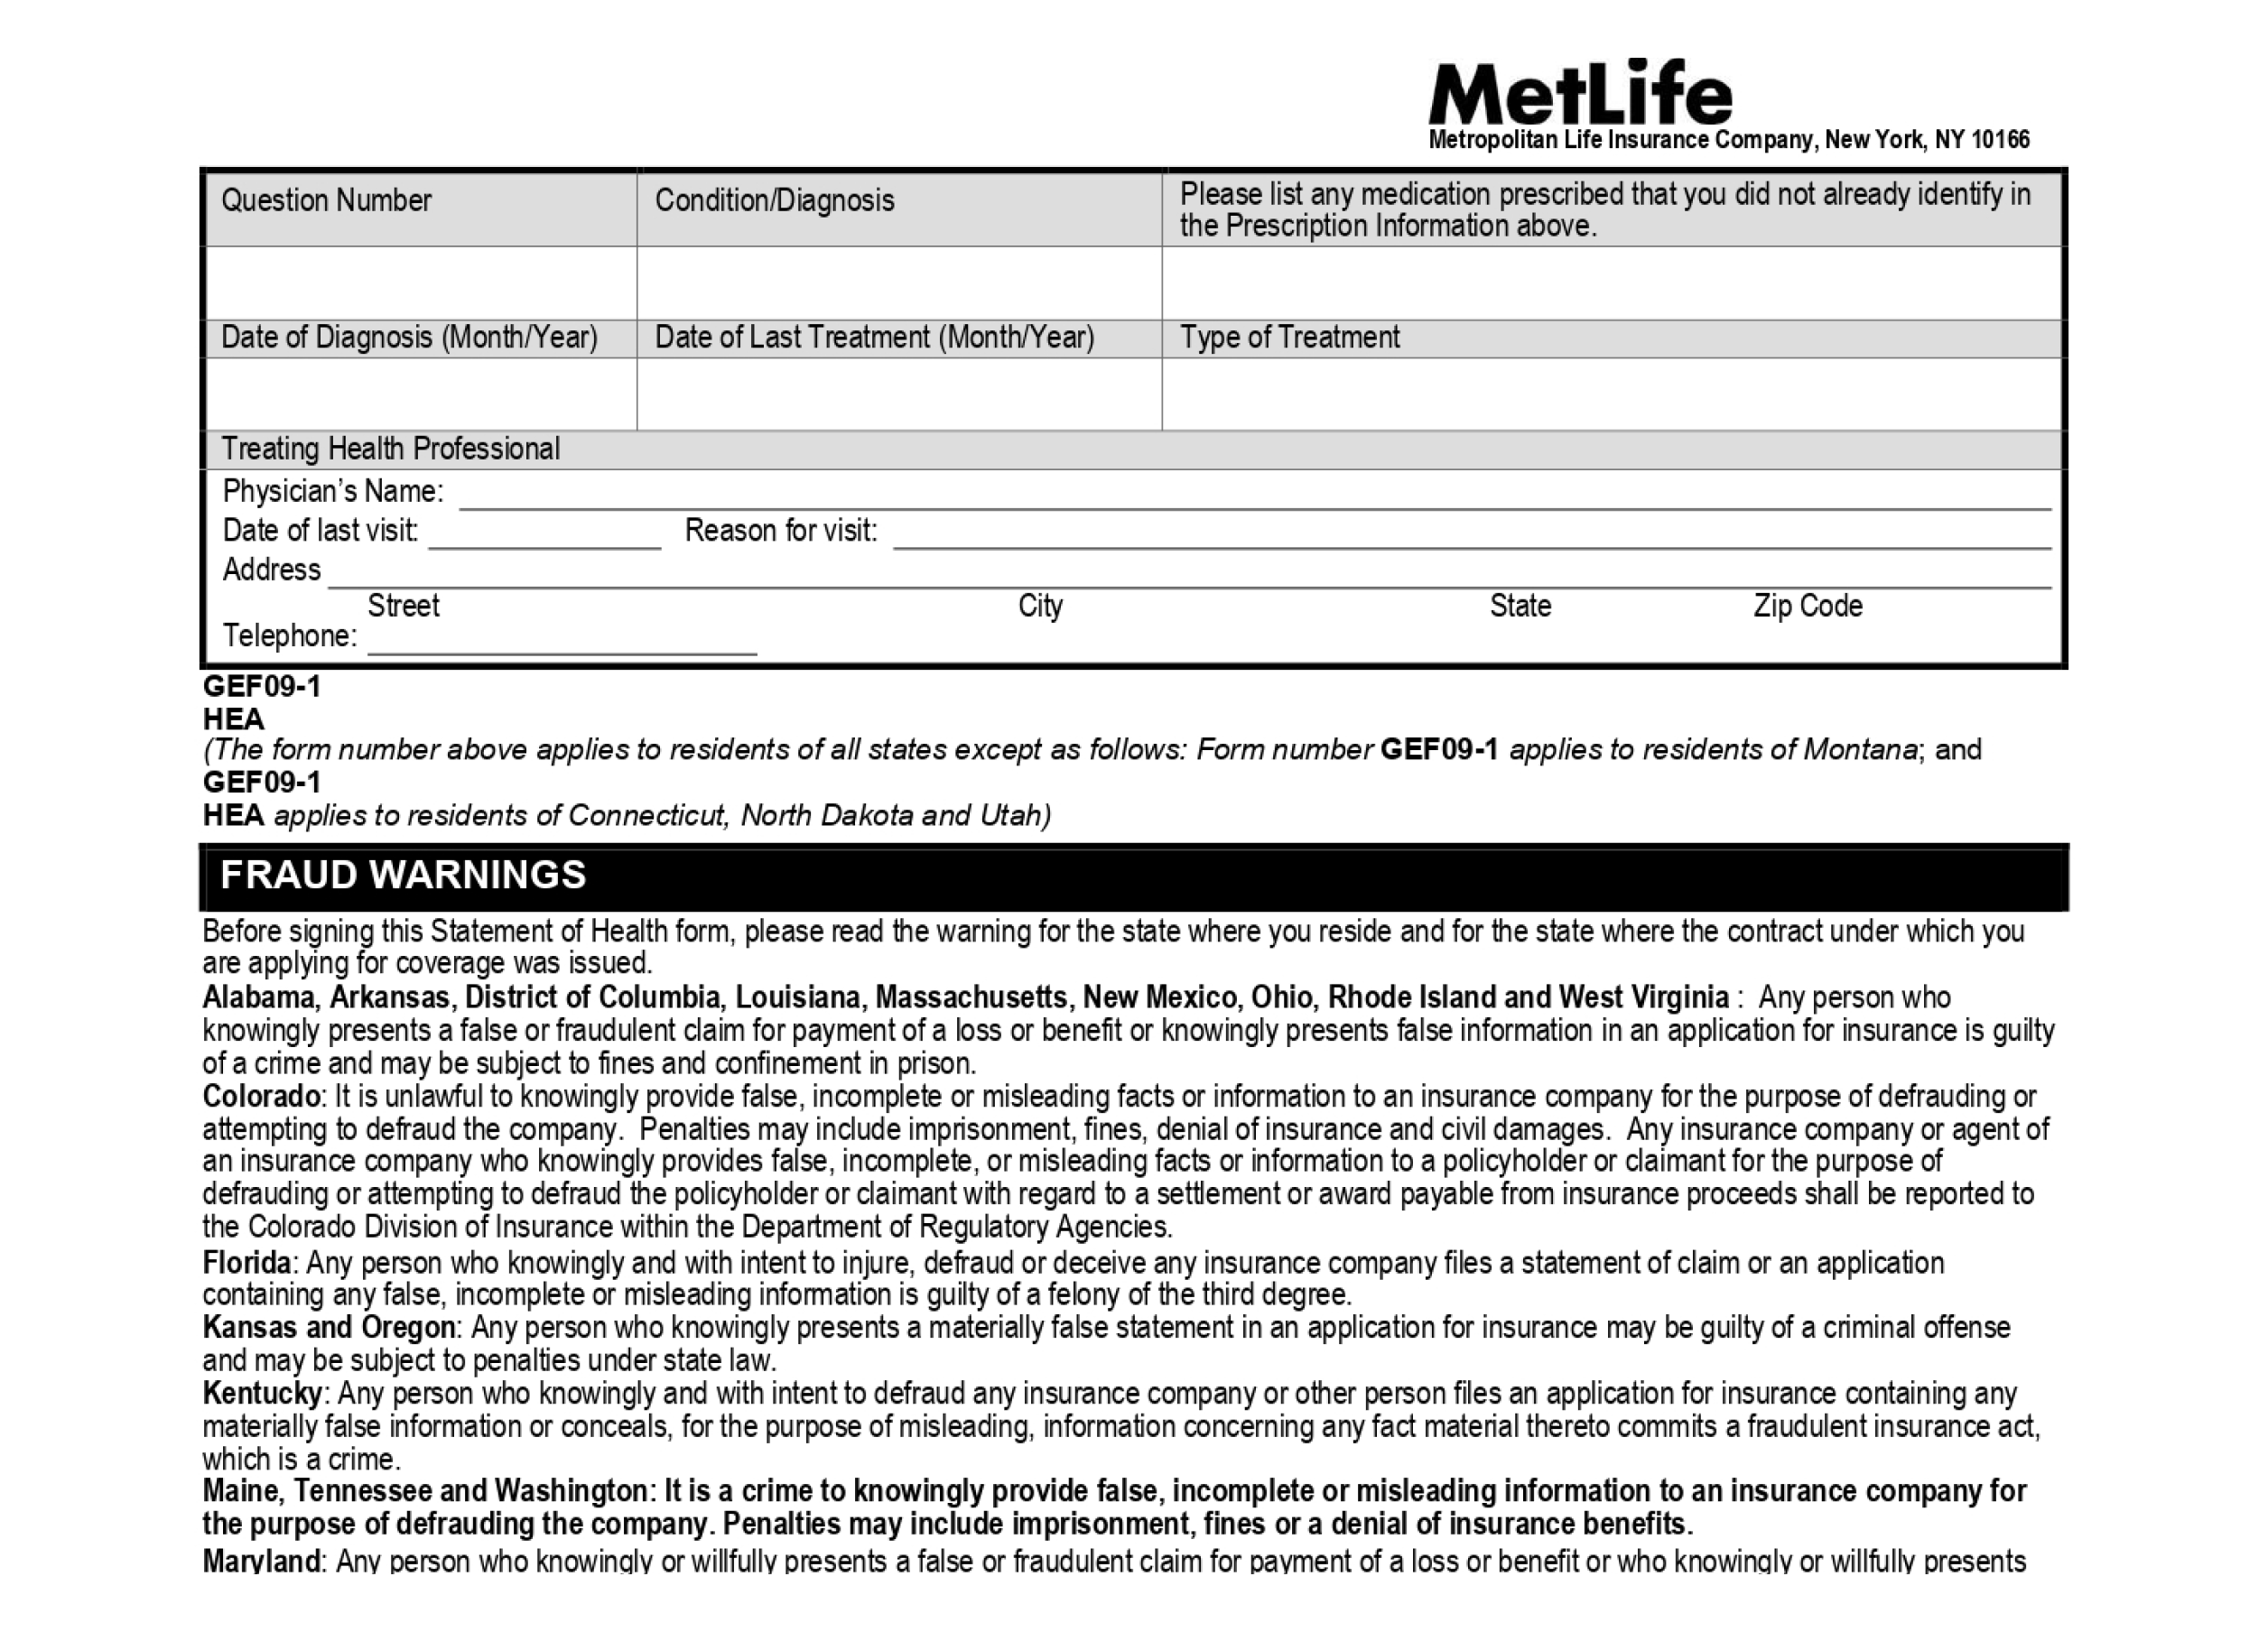 MetLife
Metropolitan Life Insurance Company, New York, NY 10166
Question Number Condition/Diagnosis Please list any medication prescribed that you did not already identify in
the Prescription Information above.
Date of Diagnosis (Month/Year) Date of Last Treatment (Month/Year) Type of Treatment
Treating Health Professional
Physician’s Name:
Date of last visit: Reason for visit:
Address
Street City State Zip Code
Telephone:
GEF09-1
HEA
(The form number above applies to residents of all states except as follows: Form number GEF09-1 applies to residents of Montana; and
GEF09-1
HEA applies to residents of Connecticut, North Dakota and Utah)
FRAUD WARNINGS
Before signing this Statement of Health form, please read the warning for the state where you reside and for the state where the contract under which you
are applying for coverage was issued.
Alabama, Arkansas, District of Columbia, Louisiana, Massachusetts, New Mexico, Ohio, Rhode Island and West Virginia : Any person who
knowingly presents a false or fraudulent claim for payment of a loss or benefit or knowingly presents false information in an application for insurance is guilty
of a crime and may be subject to fines and confinement in prison.
Colorado: It is unlawful to knowingly provide false, incomplete or misleading facts or information to an insurance company for the purpose of defrauding or
attempting to defraud the company. Penalties may include imprisonment, fines, denial of insurance and civil damages. Any insurance company or agent of
an insurance company who knowingly provides false, incomplete, or misleading facts or information to a policyholder or claimant for the purpose of
defrauding or attempting to defraud the policyholder or claimant with regard to a settlement or award payable from insurance proceeds shall be reported to
the Colorado Division of Insurance within the Department of Regulatory Agencies.
Florida: Any person who knowingly and with intent to injure, defraud or deceive any insurance company files a statement of claim or an application
containing any false, incomplete or misleading information is guilty of a felony of the third degree.
Kansas and Oregon: Any person who knowingly presents a materially false statement in an application for insurance may be guilty of a criminal offense
and may be subject to penalties under state law.
Kentucky: Any person who knowingly and with intent to defraud any insurance company or other person files an application for insurance containing any
materially false information or conceals, for the purpose of misleading, information concerning any fact material thereto commits a fraudulent insurance act,
which is a crime.
Maine, Tennessee and Washington: It is a crime to knowingly provide false, incomplete or misleading information to an insurance company for
the purpose of defrauding the company. Penalties may include imprisonment, fines or a denial of insurance benefits.
Maryland: Any person who knowingly or willfully presents a false or fraudulent claim for payment of a loss or benefit or who knowingly or willfully presents